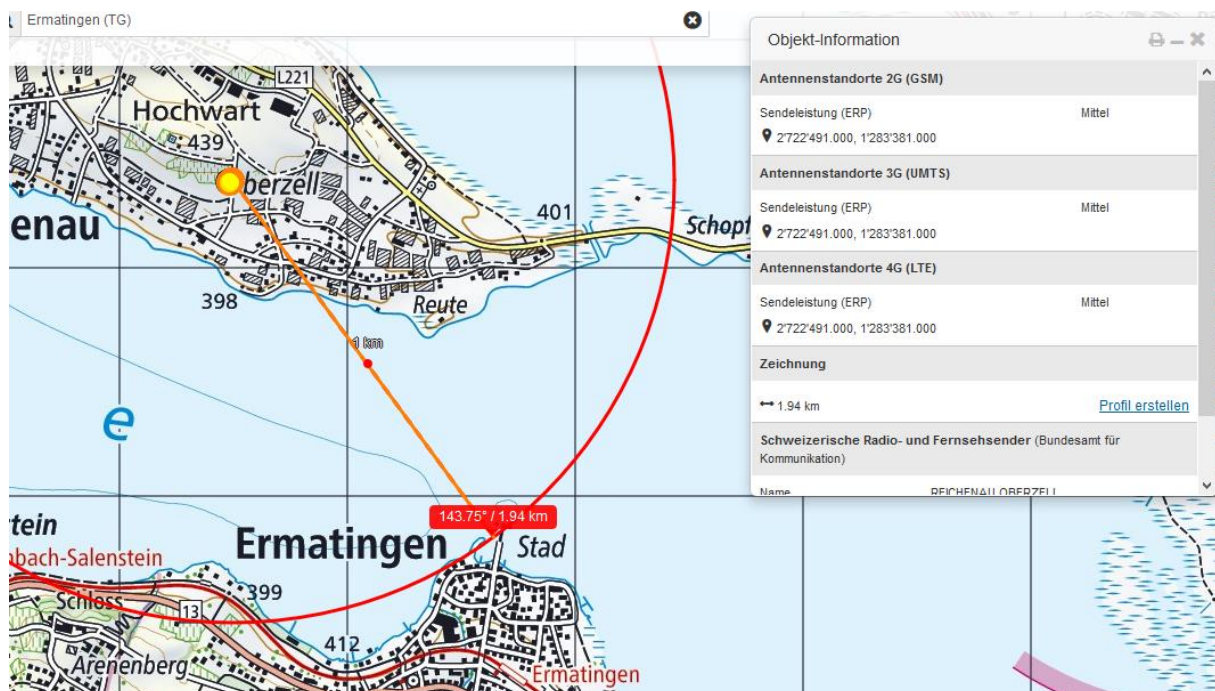 Ermatingen (TG)
Objekt-Information
Antennenstandorte 2G (GSM)
Sendeleistung (ERP) Mittel
2'722'491.000, 1'283'381.000
Antennenstandorte 3G (UMTS)
Sendeleistung (ERP) Mittel
2'722'491.000, 1'283'381.000
Antennenstandorte 4G (LTE)
Sendeleistung (ERP) Mittel
2'722'491.000, 1'283'381.000
Zeichnung
1.94 km Profil erstellen
Schweizerische Radio- und Fernsehsender (Bundesamt für
Kommunikation)
Name REICHENAU OBERZELL
L221
Hochwart
439
berzell
enau
401
Schopf
398
Reute
1 km
e
143.75° / 1.94 km
tein
Ermatingen
Stad
bach-Salenstein
399
Schloss
13
412
Arenenberg
Ermatingen